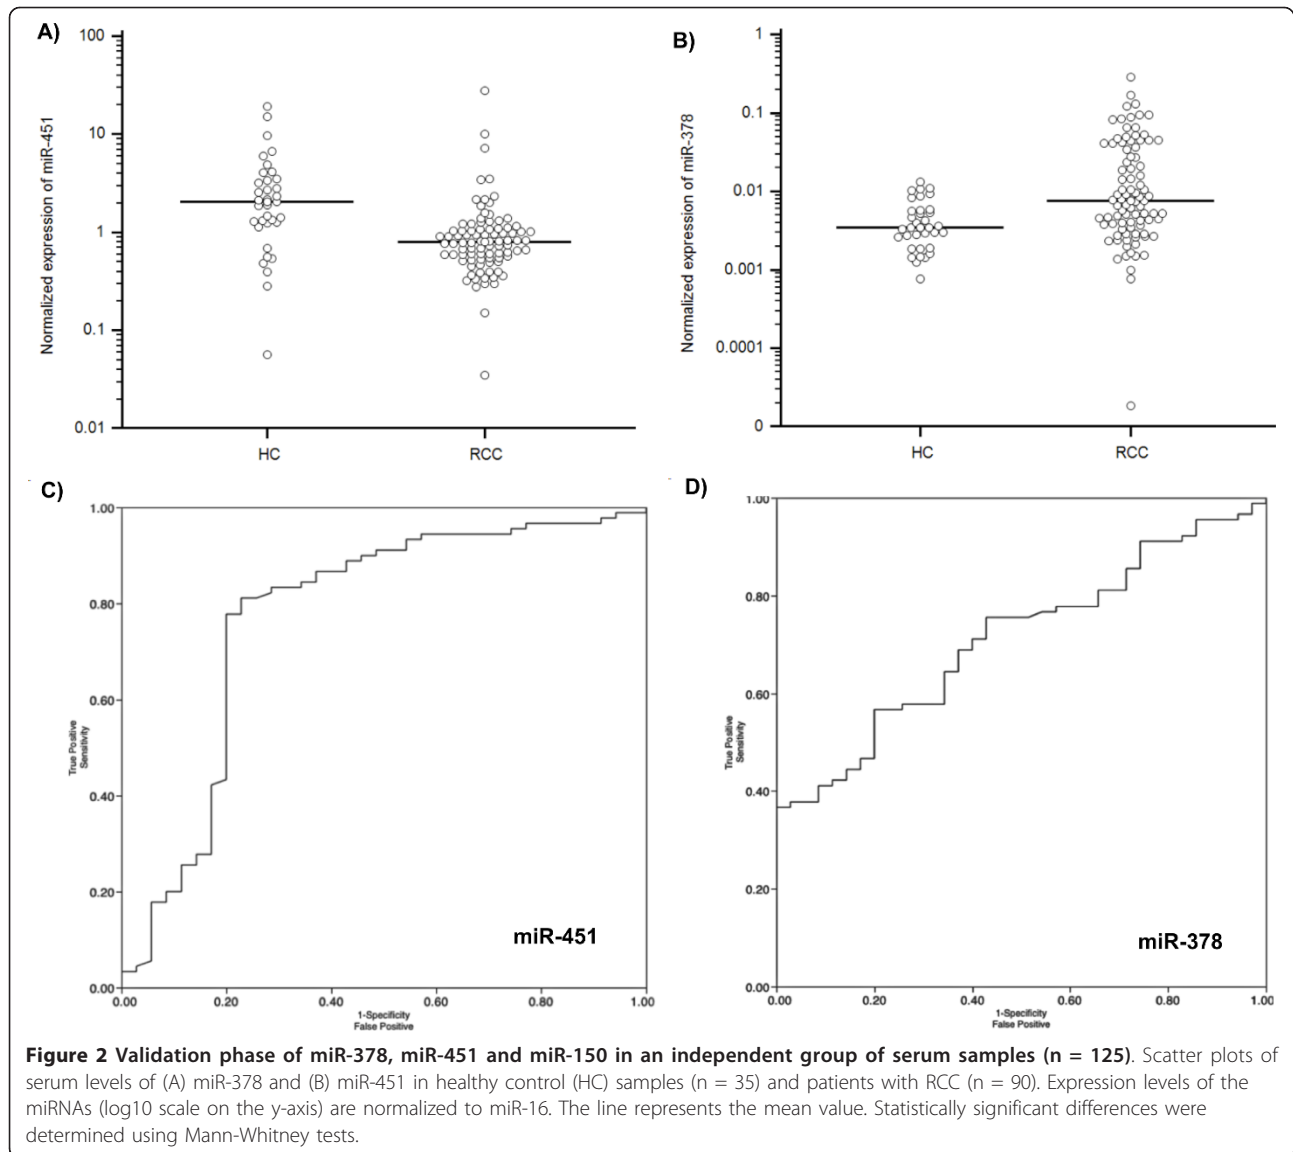 A)
100
10
1
0.1
0.01
Normalized expression of miR-451
HC
RCC
B)
1
0.1
0.01
0.001
0.0001
0
Normalized expression of miR-378
HC
RCC
C)
1.00
0.80
0.60
0.40
0.20
0.00
True Positive
Sensitivity
miR-451
0.00 0.20 0.40 0.60 0.80 1.00
1-Specificity
False Positive
D)
1.00
0.80
0.60
0.40
0.20
0.00
True Positive
Sensitivity
miR-378
0.00 0.20 0.40 0.60 0.80 1.00
1-Specificity
False Positive
Figure 2 Validation phase of miR-378, miR-451 and miR-150 in an independent group of serum samples (n = 125). Scatter plots of
serum levels of (A) miR-378 and (B) miR-451 in healthy control (HC) samples (n = 35) and patients with RCC (n = 90). Expression levels of the
miRNAs (log10 scale on the y-axis) are normalized to miR-16. The line represents the mean value. Statistically significant differences were
determined using Mann-Whitney tests.